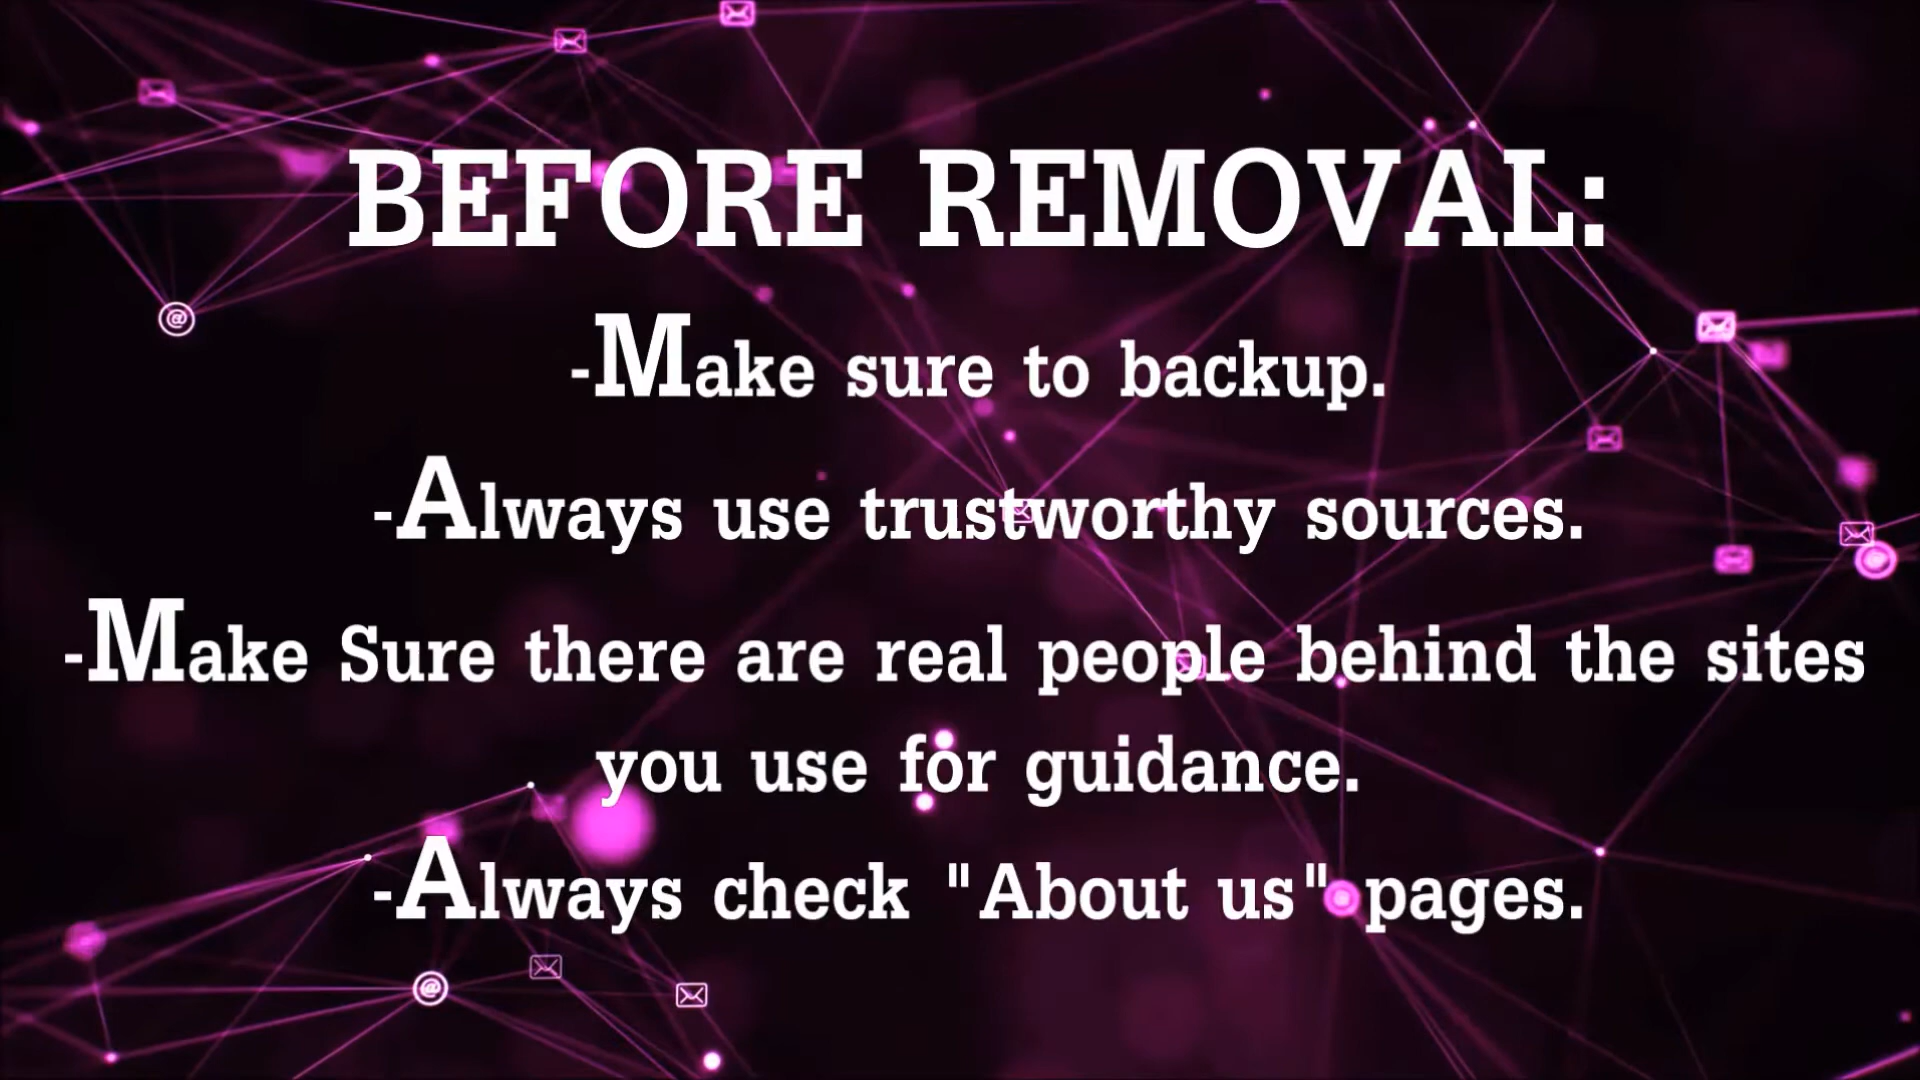 BEFORE REMOVAL:
-Make sure to backup.
-Always use trustworthy sources.
-Make Sure there are real people behind the sites
you use for guidance.
-Always check "About us" pages.